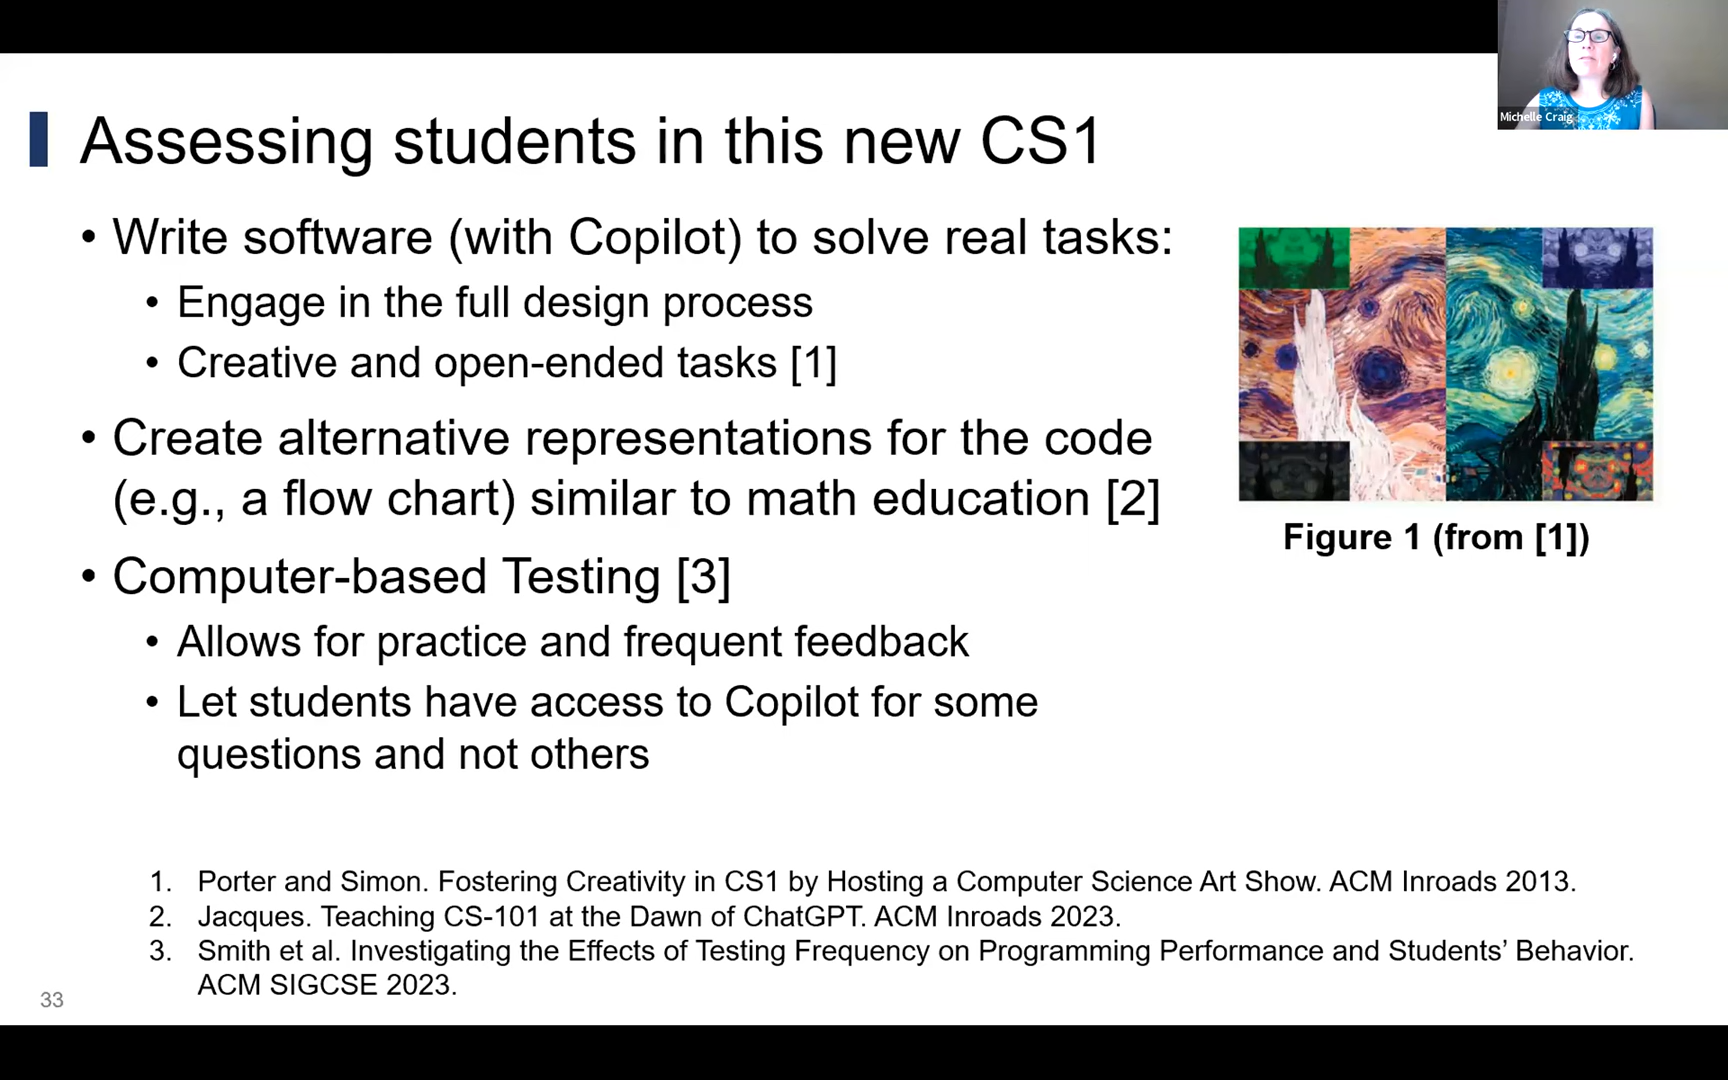 Michelle Craig
Assessing students in this new CS1
• Write software (with Copilot) to solve real tasks:
• Engage in the full design process
• Creative and open-ended tasks [1]
• Create alternative representations for the code
(e.g., a flow chart) similar to math education [2]
• Computer-based Testing [3]
• Allows for practice and frequent feedback
• Let students have access to Copilot for some
questions and not others
Figure 1 (from [1])
1. Porter and Simon. Fostering Creativity in CS1 by Hosting a Computer Science Art Show. ACM Inroads 2013.
2. Jacques. Teaching CS-101 at the Dawn of ChatGPT. ACM Inroads 2023.
3. Smith et al. Investigating the Effects of Testing Frequency on Programming Performance and Students’ Behavior.
ACM SIGCSE 2023.
33